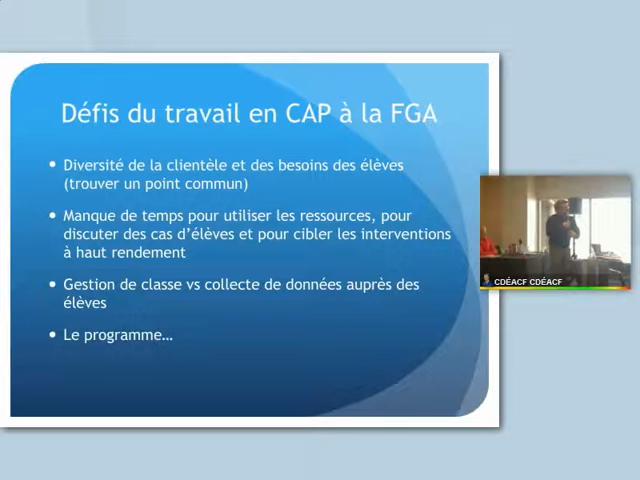 Défis du travail en CAP à la FGA
• Diversité de la clientèle et des besoins des élèves
(trouver un point commun)
• Manque de temps pour utiliser les ressources, pour
discuter des cas d’élèves et pour cibler les interventions
à haut rendement
• Gestion de classe vs collecte de données auprès des
élèves
• Le programme…
CDÉACF CDÉACF